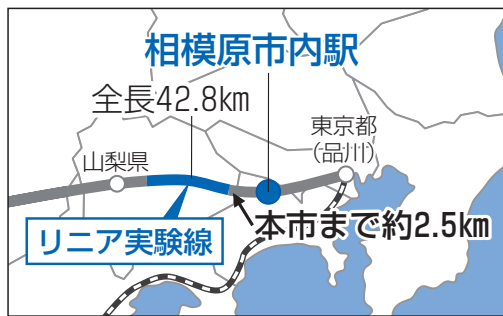 相模原市内駅
全長42.8km
東京都
(品川)
山梨県
本市まで約2.5km
リニア実験線